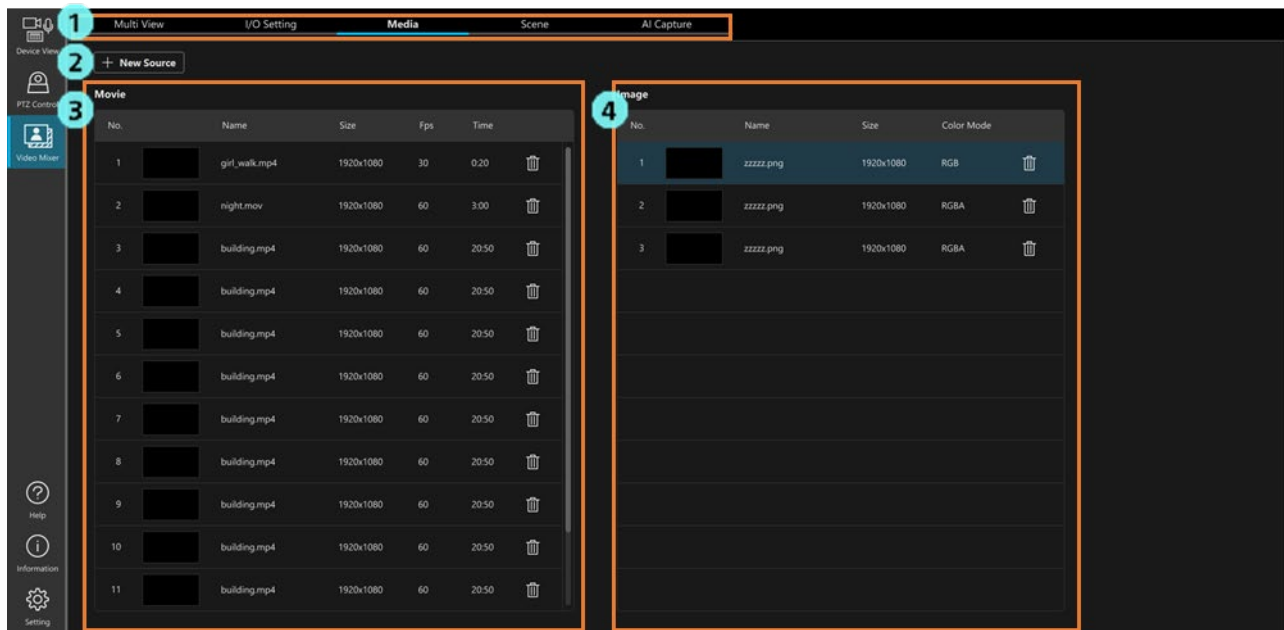 1
Multi View I/O Setting Media Scene AI Capture
Device View
2
+ New Source
PTZ Control
3
Movie
No. Name Size Fps Time
1 girl_walk.mp4 1920x1080 30 0:20
2 night.mov 1920x1080 60 3:00
3 building.mp4 1920x1080 60 20:50
4 building.mp4 1920x1080 60 20:50
5 building.mp4 1920x1080 60 20:50
6 building.mp4 1920x1080 60 20:50
7 building.mp4 1920x1080 60 20:50
8 building.mp4 1920x1080 60 20:50
9 building.mp4 1920x1080 60 20:50
10 building.mp4 1920x1080 60 20:50
11 building.mp4 1920x1080 60 20:50
4
Image
No. Name Size Color Mode
1 zzzzz.png 1920x1080 RGB
2 zzzzz.png 1920x1080 RGBA
3 zzzzz.png 1920x1080 RGBA
Video Mixer
Help
Information
Setting